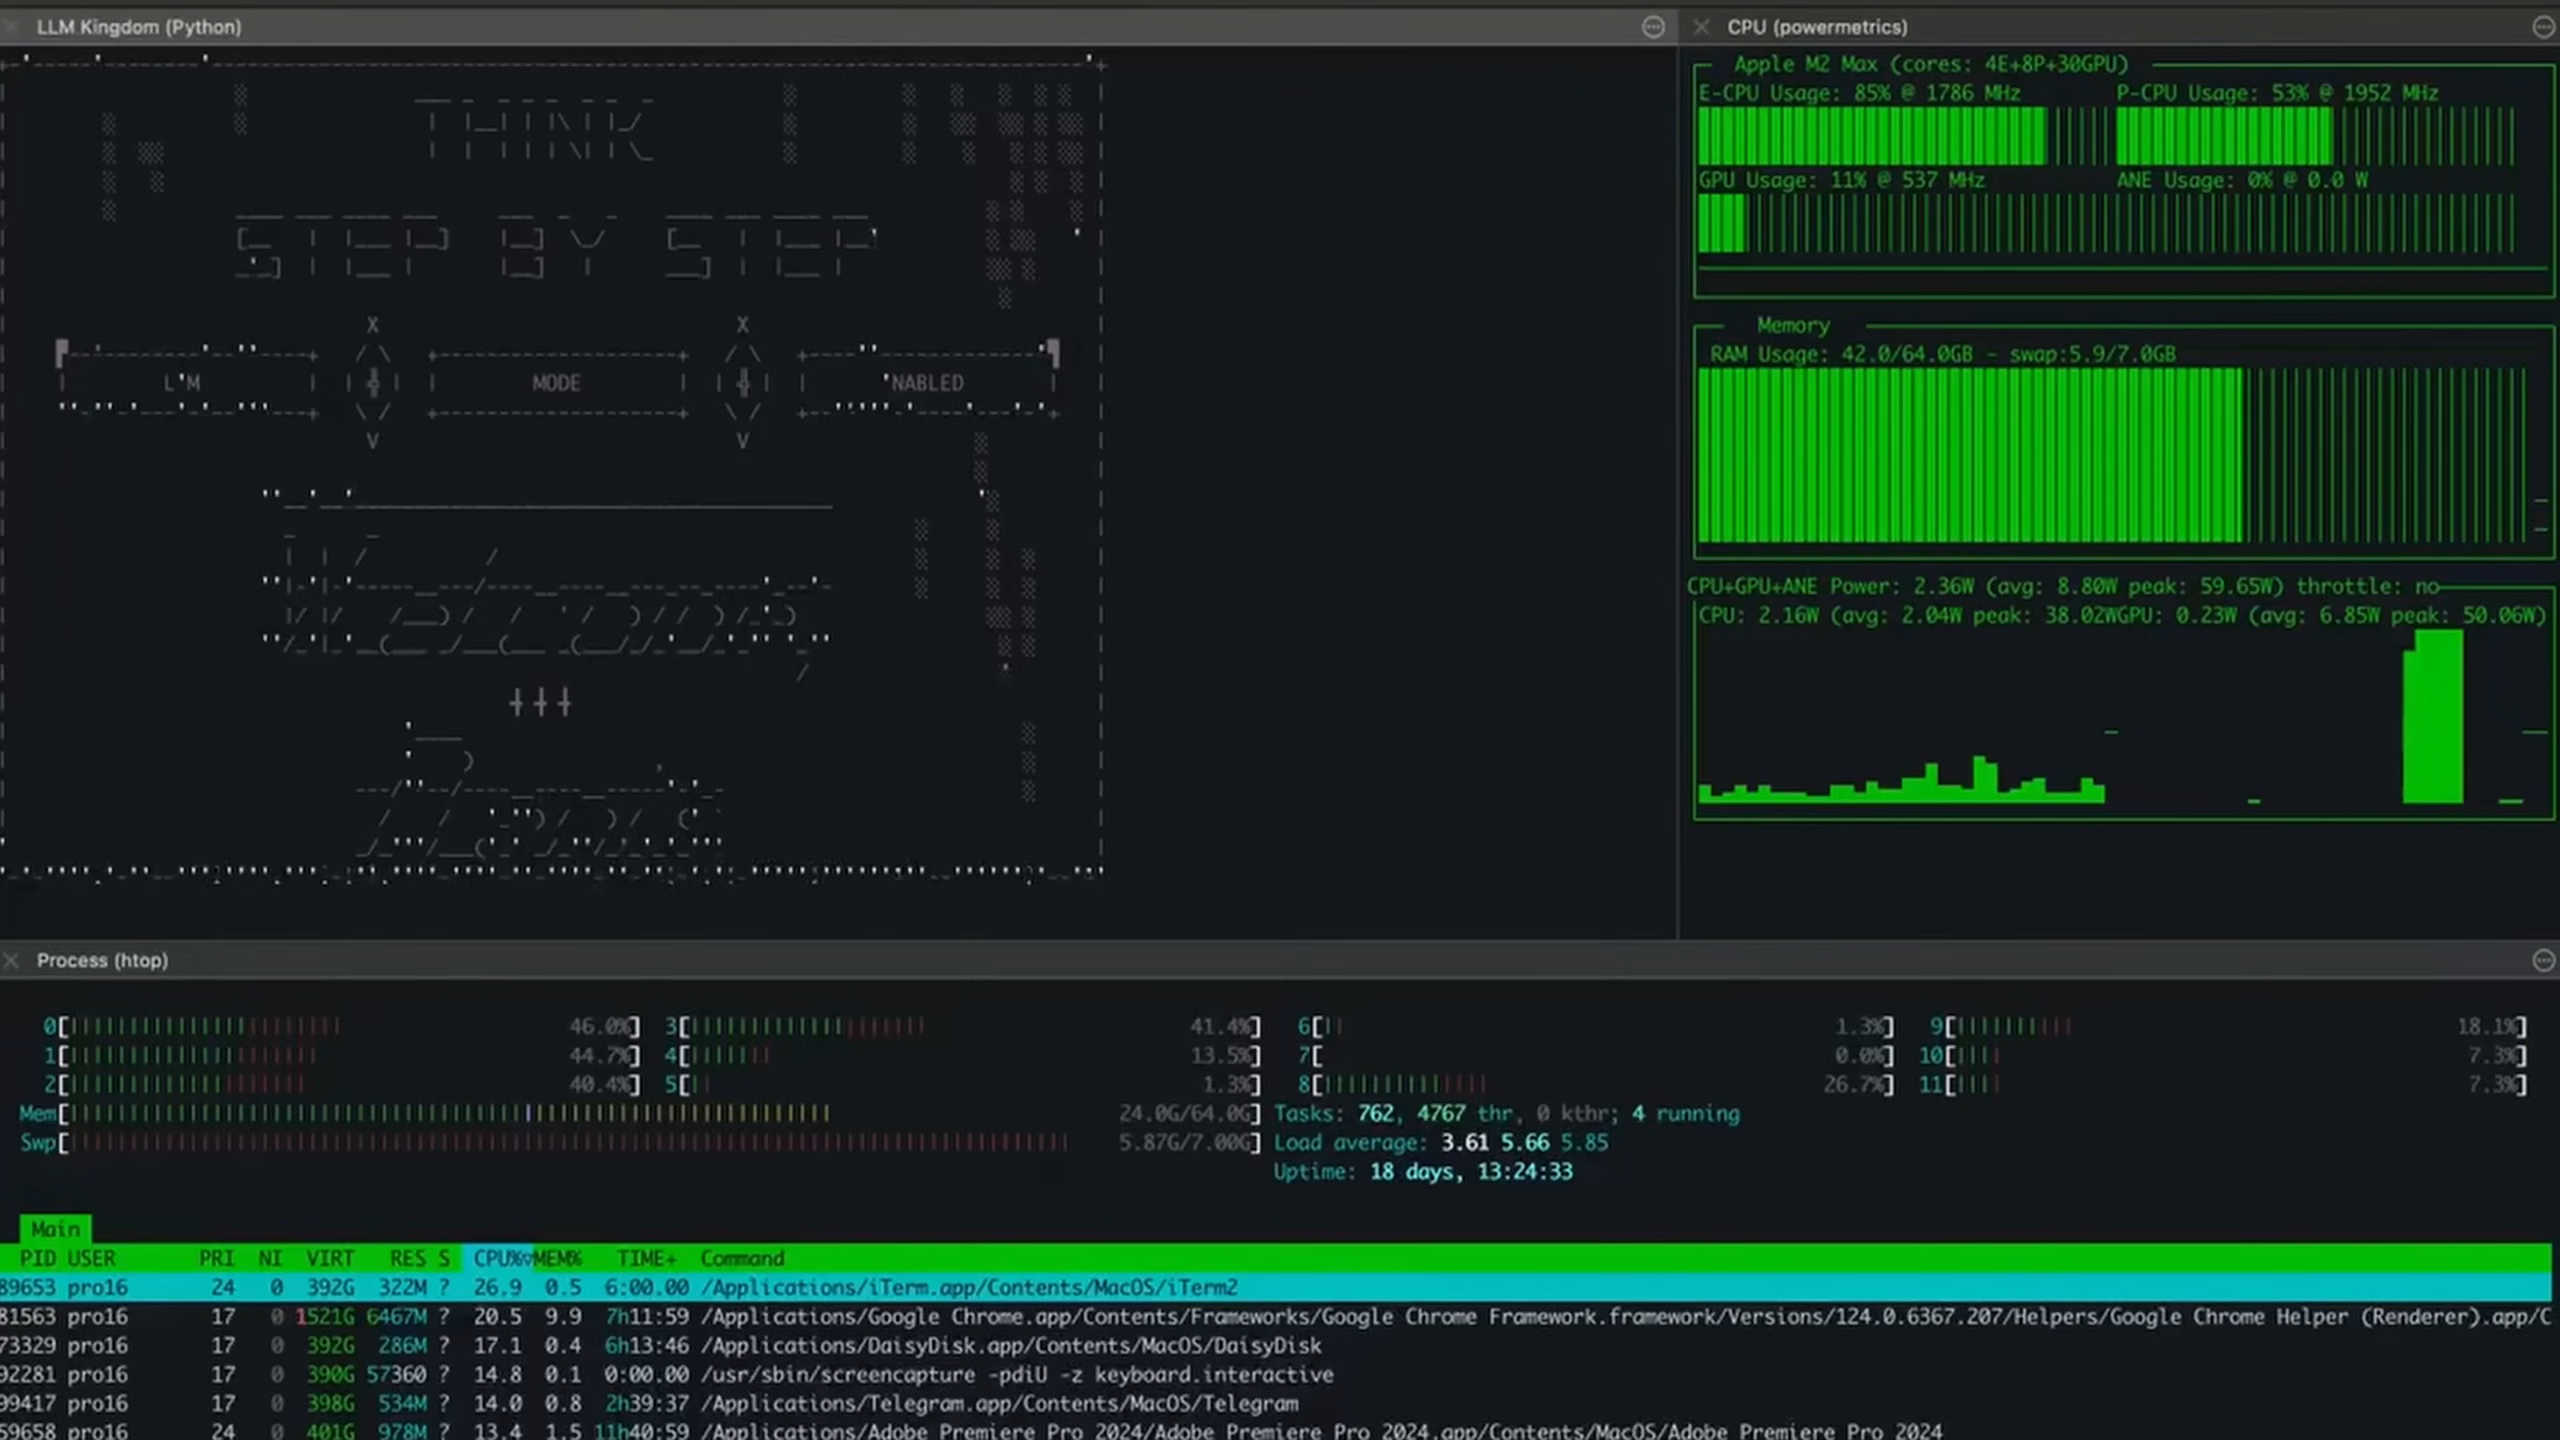 LLM Kingdom (Python)
THINK
STEP BY STEP
L'M
MODE
'NABLED
Welcome,
CPU (powermetrics)
Apple M2 Max (cores: 4E+8P+30GPU)
E-CPU Usage: 85% @ 1786 MHz P-CPU Usage: 53% @ 1952 MHz
GPU Usage: 11% @ 537 MHz ANE Usage: 0% @ 0.0 W
Memory
RAM Usage: 42.0/64.0GB - swap:5.9/7.0GB
CPU+GPU+ANE Power: 2.36W (avg: 8.80W peak: 59.65W) throttle: no
CPU: 2.16W (avg: 2.04W peak: 38.02WGPU: 0.23W (avg: 6.85W peak: 50.06W)
Process (htop)
0[ 46.0%] 3[ 41.4%] 6[ 1.3%] 9[ 18.1%]
1[ 44.7%] 4[ 13.5%] 7[ 0.0%] 10[ 7.3%]
2[ 40.4%] 5[ 1.3%] 8[ 26.7%] 11[ 7.3%]
Mem[ 24.0G/64.0G] Tasks: 762, 4767 thr, 0 kthr; 4 running
Swp[ 5.87G/7.00G] Load average: 3.61 5.66 5.85
Uptime: 18 days, 13:24:33
Main
PID USER PRI NI VIRT RES S CPU%▽MEM% TIME+ Command
89653 pro16 24 0 392G 322M ? 26.9 0.5 6:00.00 /Applications/iTerm.app/Contents/MacOS/iTerm2
81563 pro16 17 0 1521G 6467M ? 20.5 9.9 7h11:59 /Applications/Google Chrome.app/Contents/Frameworks/Google Chrome Framework.framework/Versions/124.0.6367.207/Helpers/Google Chrome Helper (Renderer).app/C
73329 pro16 17 0 392G 286M ? 17.1 0.4 6h13:46 /Applications/DaisyDisk.app/Contents/MacOS/DaisyDisk
92281 pro16 17 0 390G 57360 ? 14.8 0.1 0:00.00 /usr/sbin/screencapture -pdiU -z keyboard.interactive
99417 pro16 17 0 398G 534M ? 14.0 0.8 2h39:37 /Applications/Telegram.app/Contents/MacOS/Telegram
59658 pro16 24 0 401G 978M ? 13.4 1.5 11h40:59 /Applications/Adobe Premiere Pro 2024/Adobe Premiere Pro 2024.app/Contents/MacOS/Adobe Premiere Pro 2024